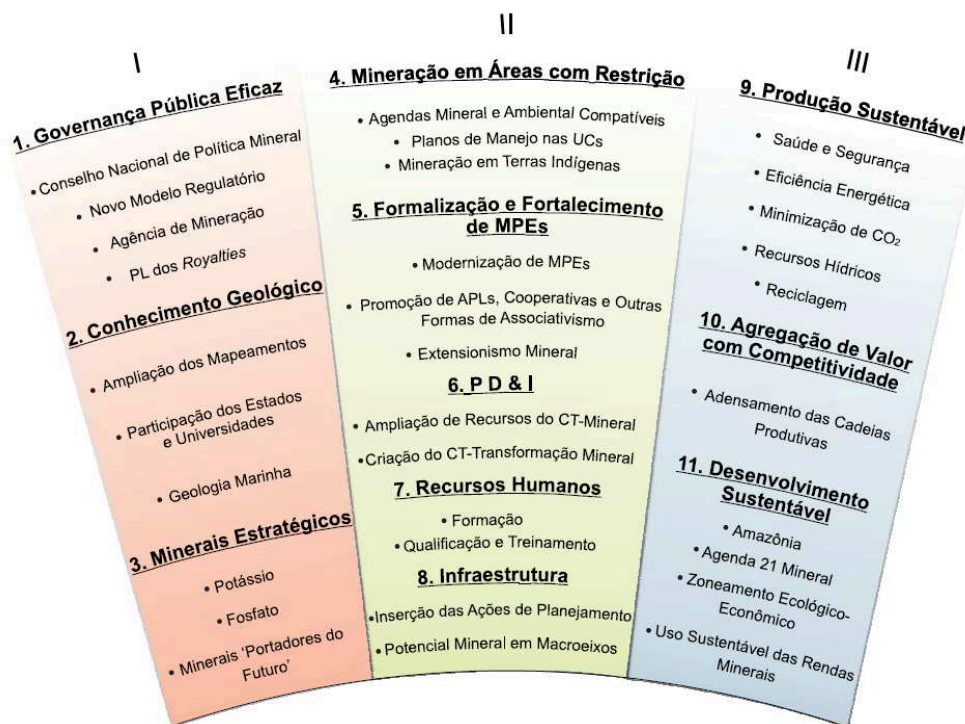 I
1. Governança Pública Eficaz
• Conselho Nacional de Política Mineral
• Novo Modelo Regulatório
• Agência de Mineração
• PL dos Royalties
2. Conhecimento Geológico
• Ampliação dos Mapeamentos
• Participação dos Estados
e Universidades
• Geologia Marinha
3. Minerais Estratégicos
• Potássio
• Fosfato
• Minerais ‘Portadores do
Futuro’
II
4. Mineração em Áreas com Restrição
• Agendas Mineral e Ambiental Compatíveis
• Planos de Manejo nas UCs
• Mineração em Terras Indígenas
5. Formalização e Fortalecimento
de MPEs
• Modernização de MPEs
• Promoção de APLs, Cooperativas e Outras
Formas de Associativismo
• Extensionismo Mineral
6. P D & I
• Ampliação de Recursos do CT-Mineral
•Criação do CT-Transformação Mineral
7. Recursos Humanos
• Formação
• Qualificação e Treinamento
8. Infraestrutura
•Inserção das Ações de Planejamento
• Potencial Mineral em Macroeixos
III
9. Produção Sustentável
• Saúde e Segurança
• Eficiência Energética
• Minimização de CO₂
• Recursos Hídricos
• Reciclagem
10. Agregação de Valor
com Competitividade
• Adensamento das Cadeias
Produtivas
11. Desenvolvimento
Sustentável
• Amazônia
• Agenda 21 Mineral
• Zoneamento Ecológico-
Econômico
• Uso Sustentável das Rendas
Minerais